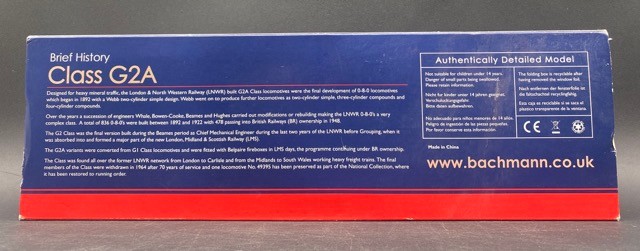 Brief History
Class G2A
Designed for heavy mineral traffic, the London & North Western Railway (LNWR) built G2A Class locomotives were the final development of 0-8-0 locomotives
which began in 1892 with a Webb two-cylinder simple design. Webb went on to produce further locomotives as two-cylinder simple, three-cylinder compounds and
four-cylinder compounds.
Over the years a succession of engineers Whale, Bowen-Cooke, Beames and Hughes carried out modifications or rebuilding making the LNWR 0-8-0's a very
complex class. A total of 836 0-8-0's were built between 1892 and 1922 with 478 passing into British Railways (BR) ownership in 1948.
The G2 Class was the final version built during the Beames period as Chief Mechanical Engineer during the last two years of the LNWR before Grouping, when it
was absorbed into and formed a major part of the new London, Midland & Scottish Railway (LMS).
The G2A variants were converted from G1 Class locomotives and were fitted with Belpaire fireboxes in LMS days, the programme continuing under BR ownership.
The Class was found all over the former LNWR network from London to Carlisle and from the Midlands to South Wales working heavy freight trains. The final
members of the Class were withdrawn in 1964 after 70 years of service and one locomotive No. 49395 has been preserved as part of the National Collection, where
it has been restored to running order.
Authentically Detailed Model
Not suitable for children under 14 years.
Danger of small parts being swallowed.
Please retain information.
Nicht für kinder unter 14 jahren geeignet.
Verschluckungsgefahr.
Bitte daten aufbewahren.
No adecuado para niños menores de 14 años.
El peligro de ingestión de las piezas pequeñas.
Por favor conserve esta información.
The folding box is recyclable after
having removed the window foil.
Nach entfernen der fensterfolie ist
die faltschachtel recyclingfähig.
Esta caja es reciclable si se saca el
plástico transparente de la ventana.
CE
Made in China
www.bachmann.co.uk